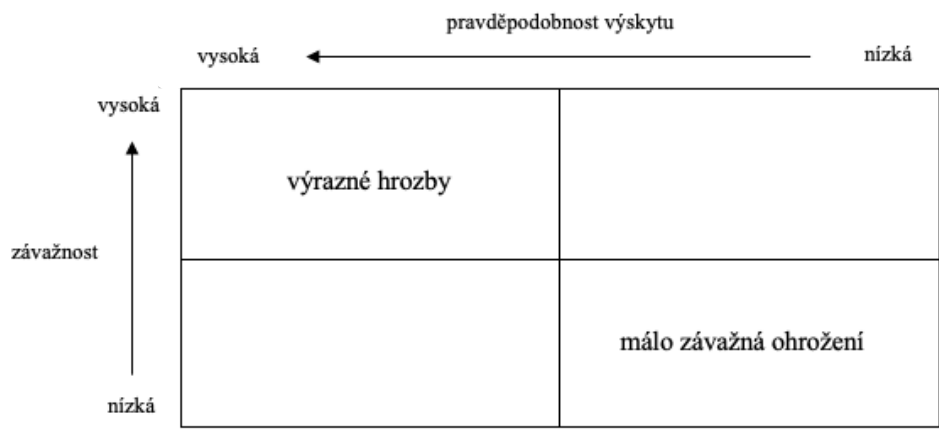 pravděpodobnost výskytu
vysoká nízká
vysoká
výrazné hrozby
závažnost
málo závažná ohrožení
nízká